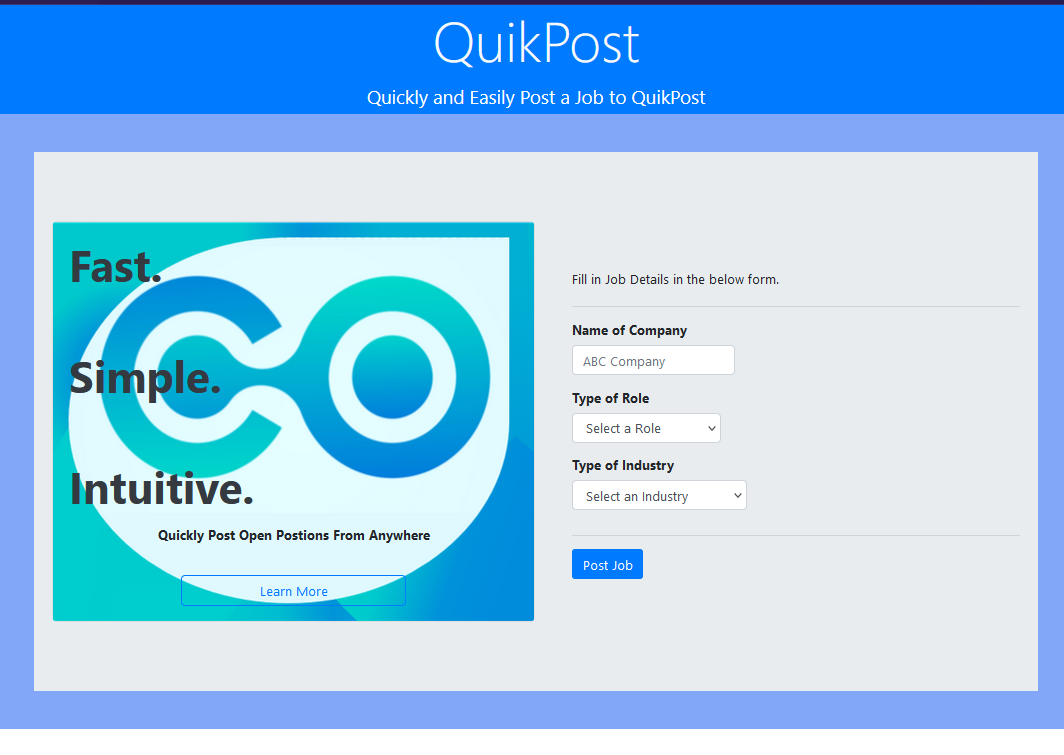 QuikPost
Quickly and Easily Post a Job to QuikPost
Fast.
Simple.
Intuitive.
Quickly Post Open Postions From Anywhere
Learn More
Fill in Job Details in the below form.
Name of Company
ABC Company
Type of Role
Select a Role
Type of Industry
Select an Industry
Post Job